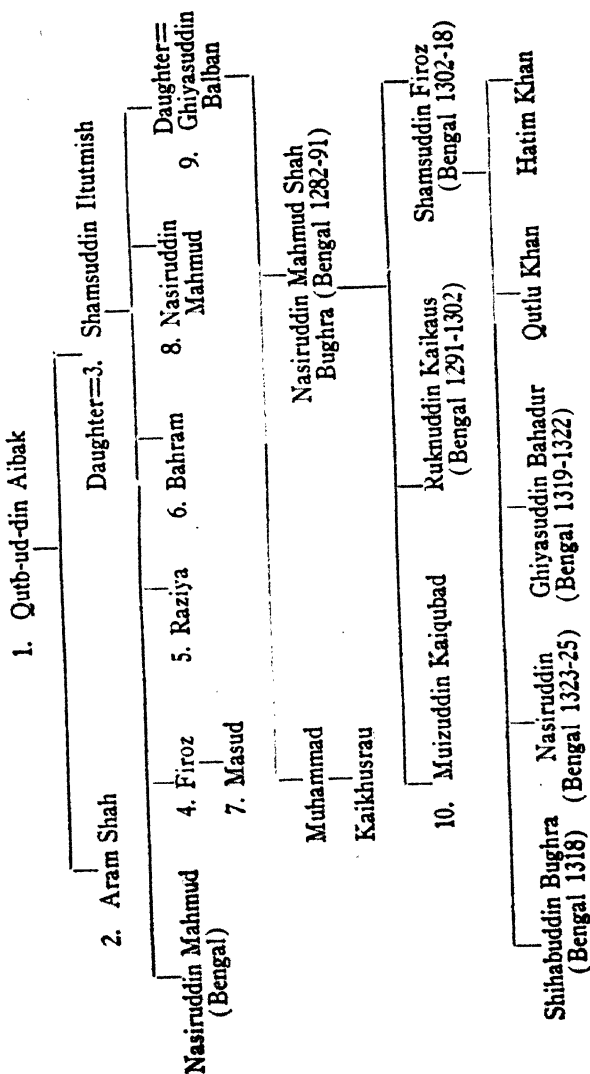 1. Qutb-ud-din Aibak
2. Aram Shah
Daughter=3. Shamsuddin Iltutmish
Nasiruddin Mahmud
(Bengal)
4. Firoz
5. Raziya
6. Bahram
8. Nasiruddin
Mahmud
9. Daughter=
Ghiyasuddin
Balban
7. Masud
Muhammad
Nasiruddin Mahmud Shah
Bughra (Bengal 1282-91)
Kaikhusrau
10. Muizuddin Kaiqubad
Ruknuddin Kaikaus
(Bengal 1291-1302)
Shamsuddin Firoz
(Bengal 1302-18)
Shihabuddin Bughra
(Bengal 1318)
Nasiruddin
(Bengal 1323-25)
Ghiyasuddin Bahadur
(Bengal 1319-1322)
Qutlu Khan
Hatim Khan